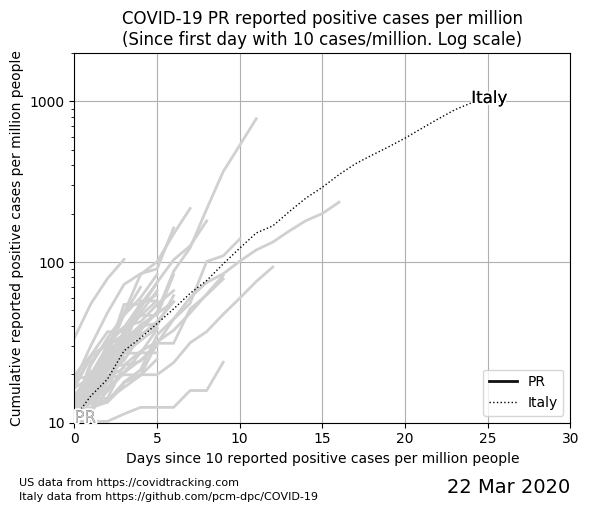 COVID-19 PR reported positive cases per million
(Since first day with 10 cases/million. Log scale)
Cumulative reported positive cases per million people
1000
100
10
Italy
PR
PR
Italy
0 5 10 15 20 25 30
Days since 10 reported positive cases per million people
US data from https://covidtracking.com
Italy data from https://github.com/pcm-dpc/COVID-19
22 Mar 2020